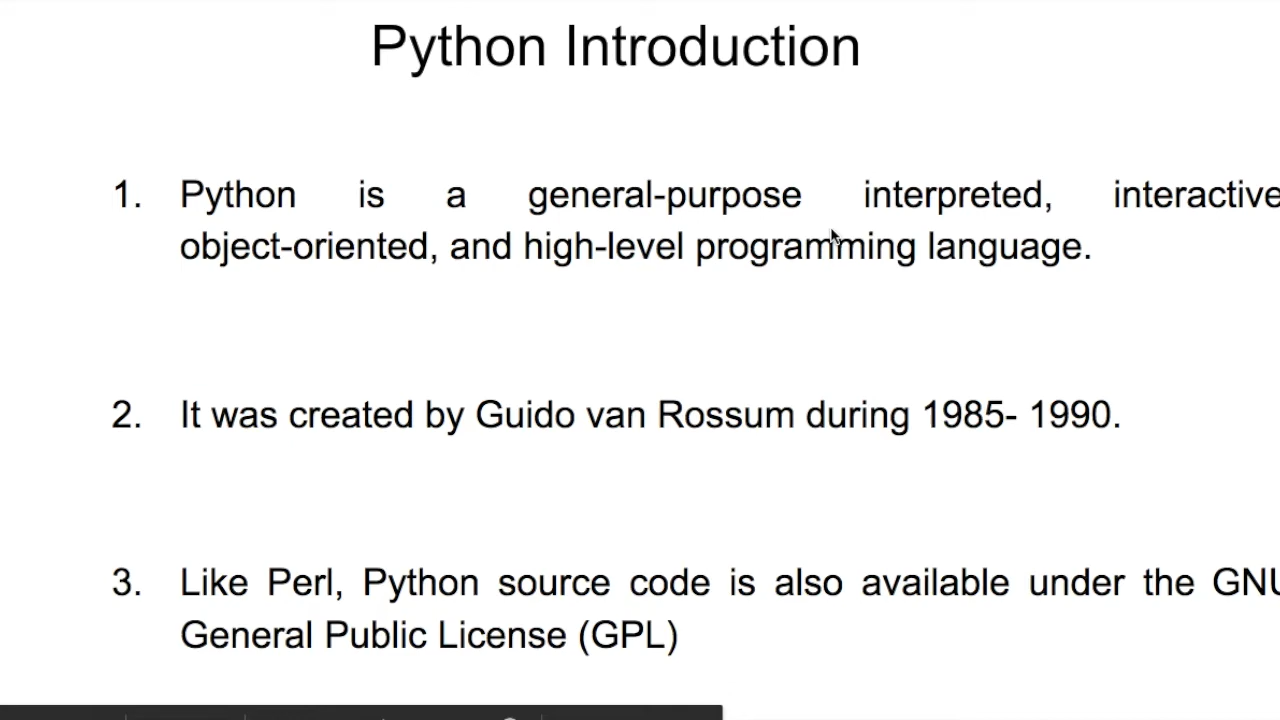 Python Introduction
1. Python is a general-purpose interpreted, interactive
object-oriented, and high-level programming language.
2. It was created by Guido van Rossum during 1985- 1990.
3. Like Perl, Python source code is also available under the GNU
General Public License (GPL)